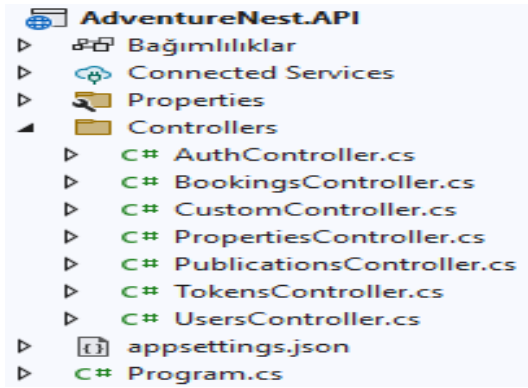 AdventureNest.API
Bağımlılıklar
Connected Services
Properties
Controllers
C# AuthController.cs
C# BookingsController.cs
C# CustomController.cs
C# PropertiesController.cs
C# PublicationsController.cs
C# TokensController.cs
C# UsersController.cs
appsettings.json
C# Program.cs